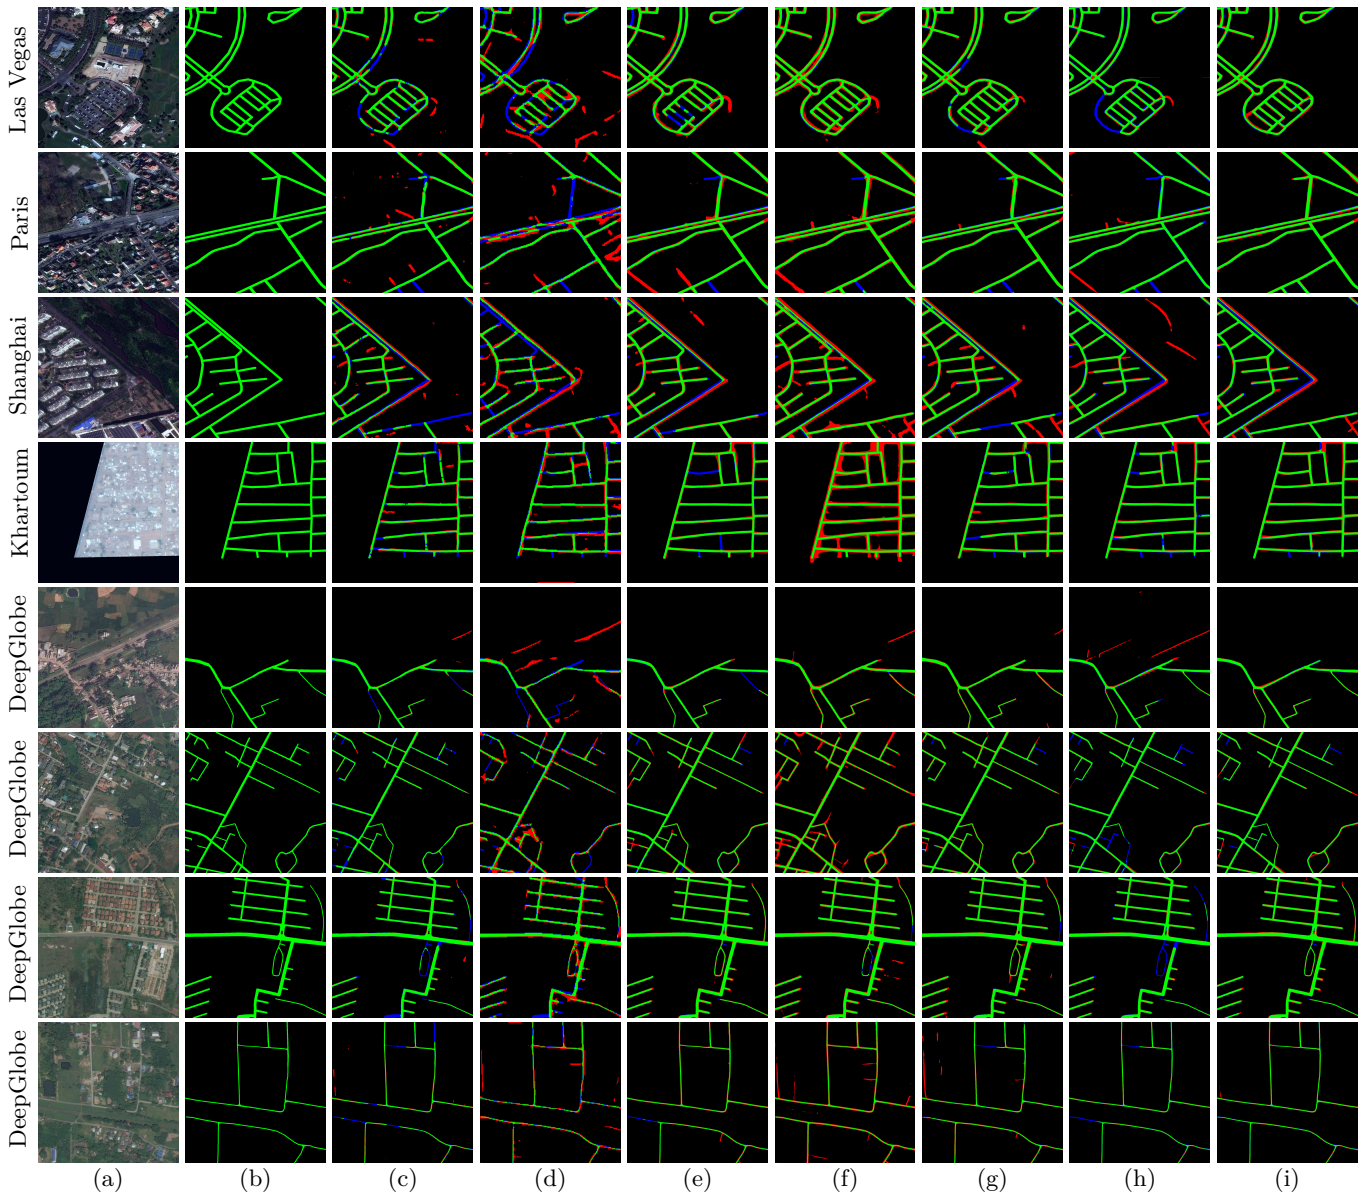 Las Vegas
Paris
Shanghai
Khartoum
DeepGlobe
DeepGlobe
DeepGlobe
DeepGlobe
(a) (b) (c) (d) (e) (f) (g) (h) (i)